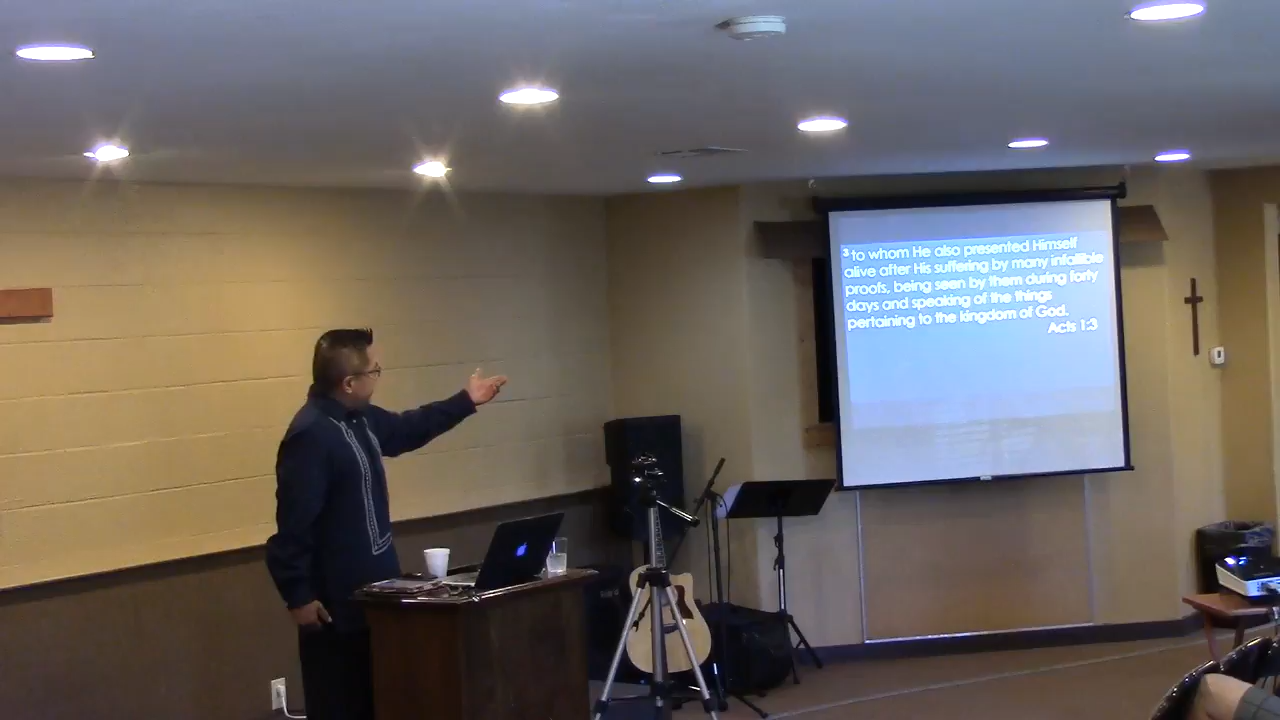 3 to whom He also presented Himself
alive after His suffering by many infallible
proofs, being seen by them during forty
days and speaking of the things
pertaining to the kingdom of God.
Acts 1:3